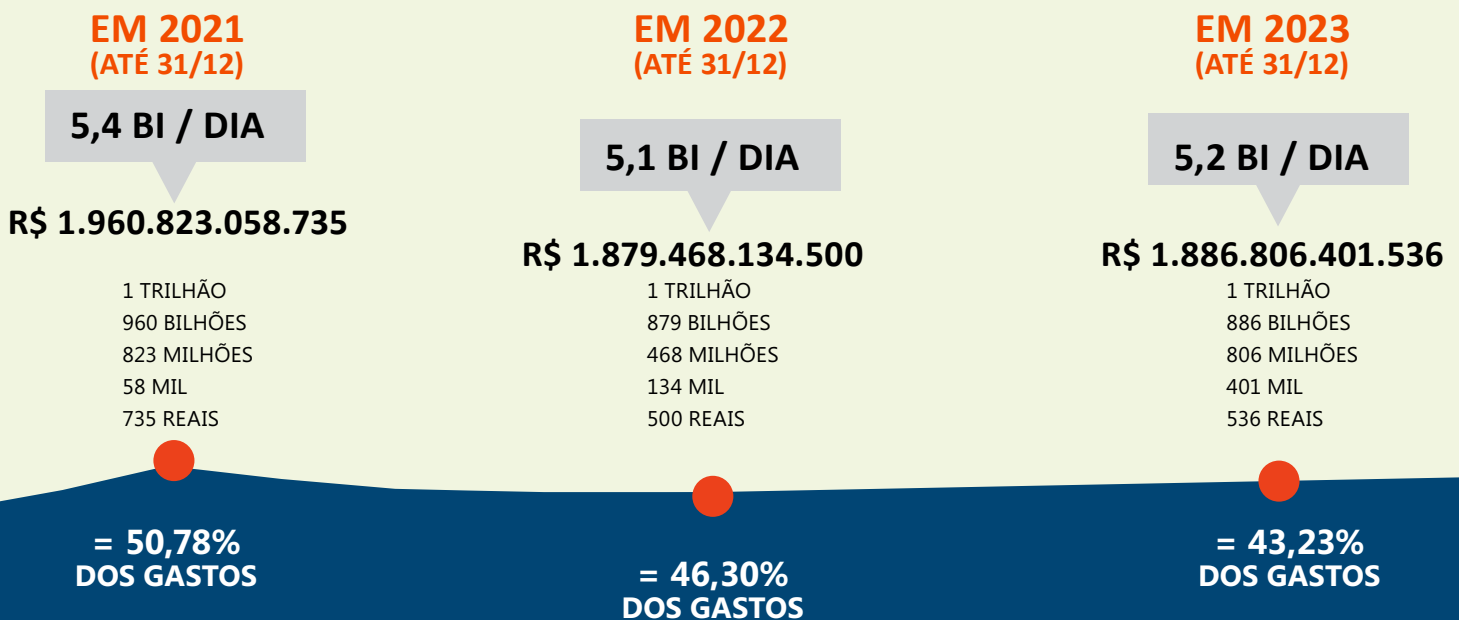 EM 2021
(ATÉ 31/12)
5,4 BI / DIA
R$ 1.960.823.058.735
1 TRILHÃO
960 BILHÕES
823 MILHÕES
58 MIL
735 REAIS
= 50,78%
DOS GASTOS
EM 2022
(ATÉ 31/12)
5,1 BI / DIA
R$ 1.879.468.134.500
1 TRILHÃO
879 BILHÕES
468 MILHÕES
134 MIL
500 REAIS
= 46,30%
DOS GASTOS
EM 2023
(ATÉ 31/12)
5,2 BI / DIA
R$ 1.886.806.401.536
1 TRILHÃO
886 BILHÕES
806 MILHÕES
401 MIL
536 REAIS
= 43,23%
DOS GASTOS